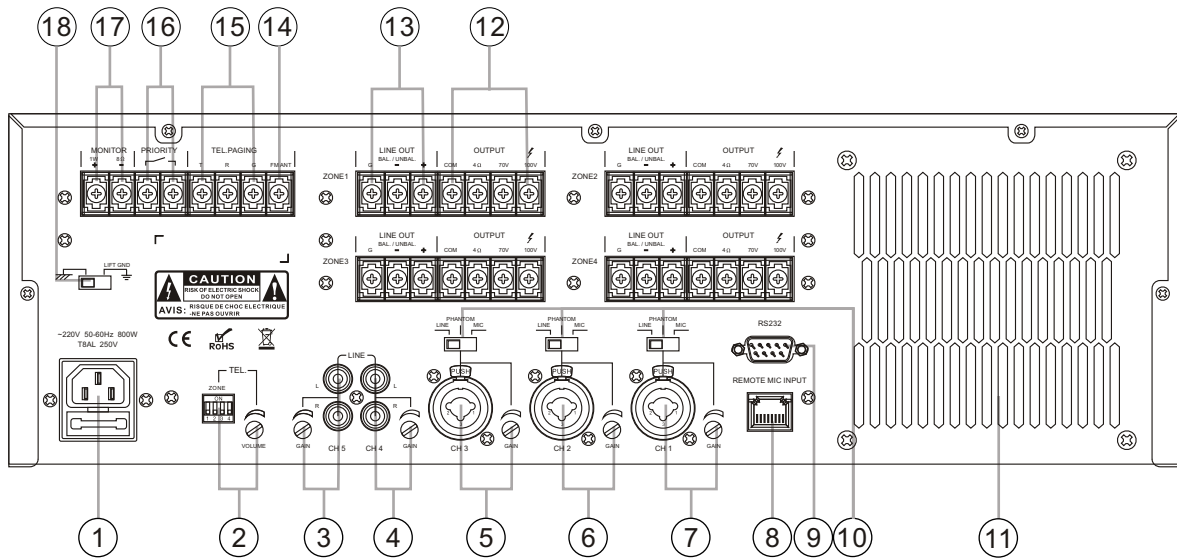 18 17 16 15 14 13 12
MONITOR PRIORITY TEL.PAGING
1W 8Ω T R G FM ANT
+ −
ZONE1
LINE OUT OUTPUT
BAL. / UNBAL.
G − + COM 4Ω 70V 100V
ZONE2
LINE OUT OUTPUT
BAL. / UNBAL.
G − + COM 4Ω 70V 100V
ZONE3
LINE OUT OUTPUT
BAL. / UNBAL.
G − + COM 4Ω 70V 100V
ZONE4
LINE OUT OUTPUT
BAL. / UNBAL.
G − + COM 4Ω 70V 100V
LIFT GND
CAUTION
RISK OF ELECTRIC SHOCK
DO NOT OPEN
AVIS: RISQUE DE CHOC ELECTRIQUE
-NE PAS OUVRIR
~220V 50-60Hz 800W
T8AL 250V
CE RoHS
TEL.
ZONE
ON
1 2 3 4
VOLUME
LINE
L L
R R
GAIN CH 5 CH 4 GAIN
PHANTOM
LINE MIC
PUSH
CH 3 GAIN
PHANTOM
LINE MIC
PUSH
CH 2 GAIN
PHANTOM
LINE MIC
PUSH
CH 1 GAIN
RS232
REMOTE MIC INPUT
1 2 3 4 5 6 7 8 9 10 11